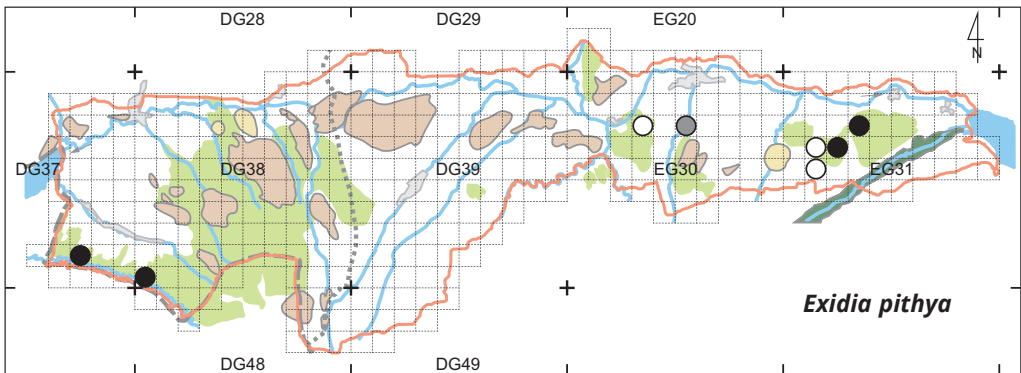 DG28 DG29 EG20
N
DG37 DG38 DG39 EG30 EG31
Exidia pithya
DG48 DG49